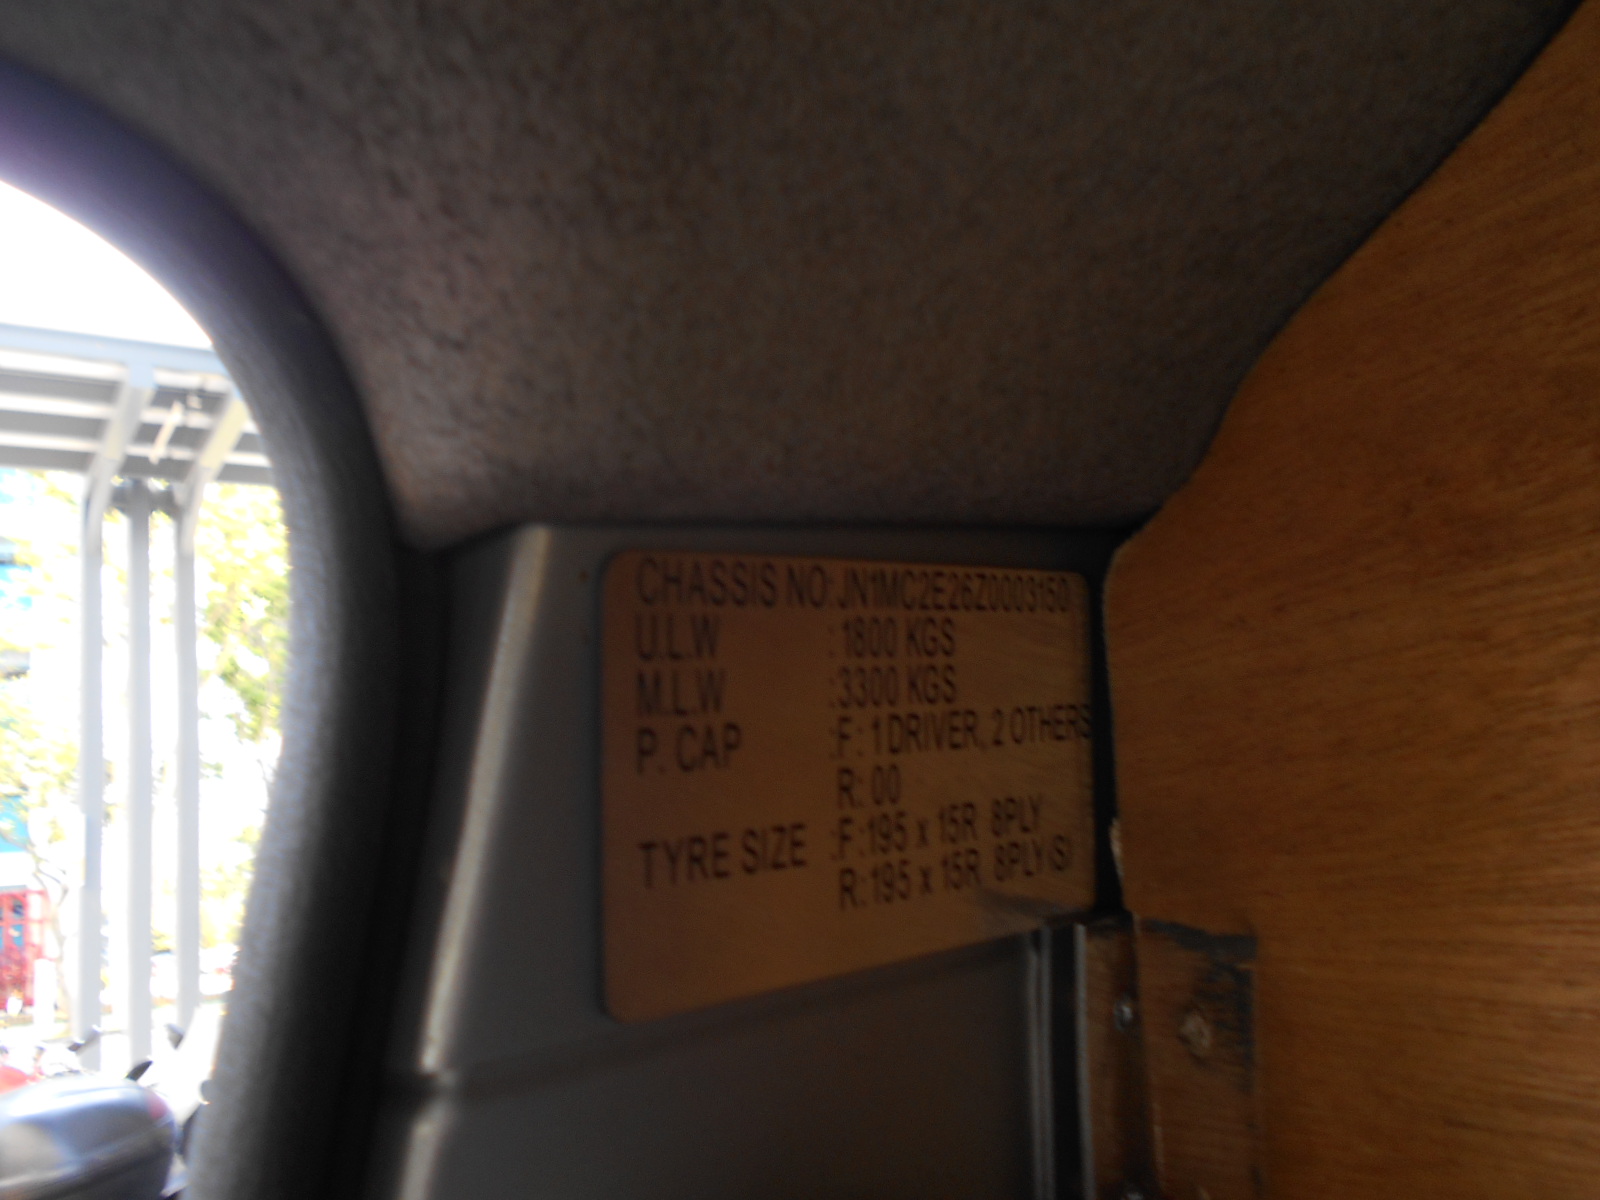 CHASSIS NO: JN1MC2E26Z0003150
U.L.W : 1800 KGS
M.L.W : 3300 KGS
P. CAP : F: 1 DRIVER, 2 OTHERS
R: 00
TYRE SIZE : F: 195 x 15R 8PLY
R: 195 x 15R 8PLY (S)